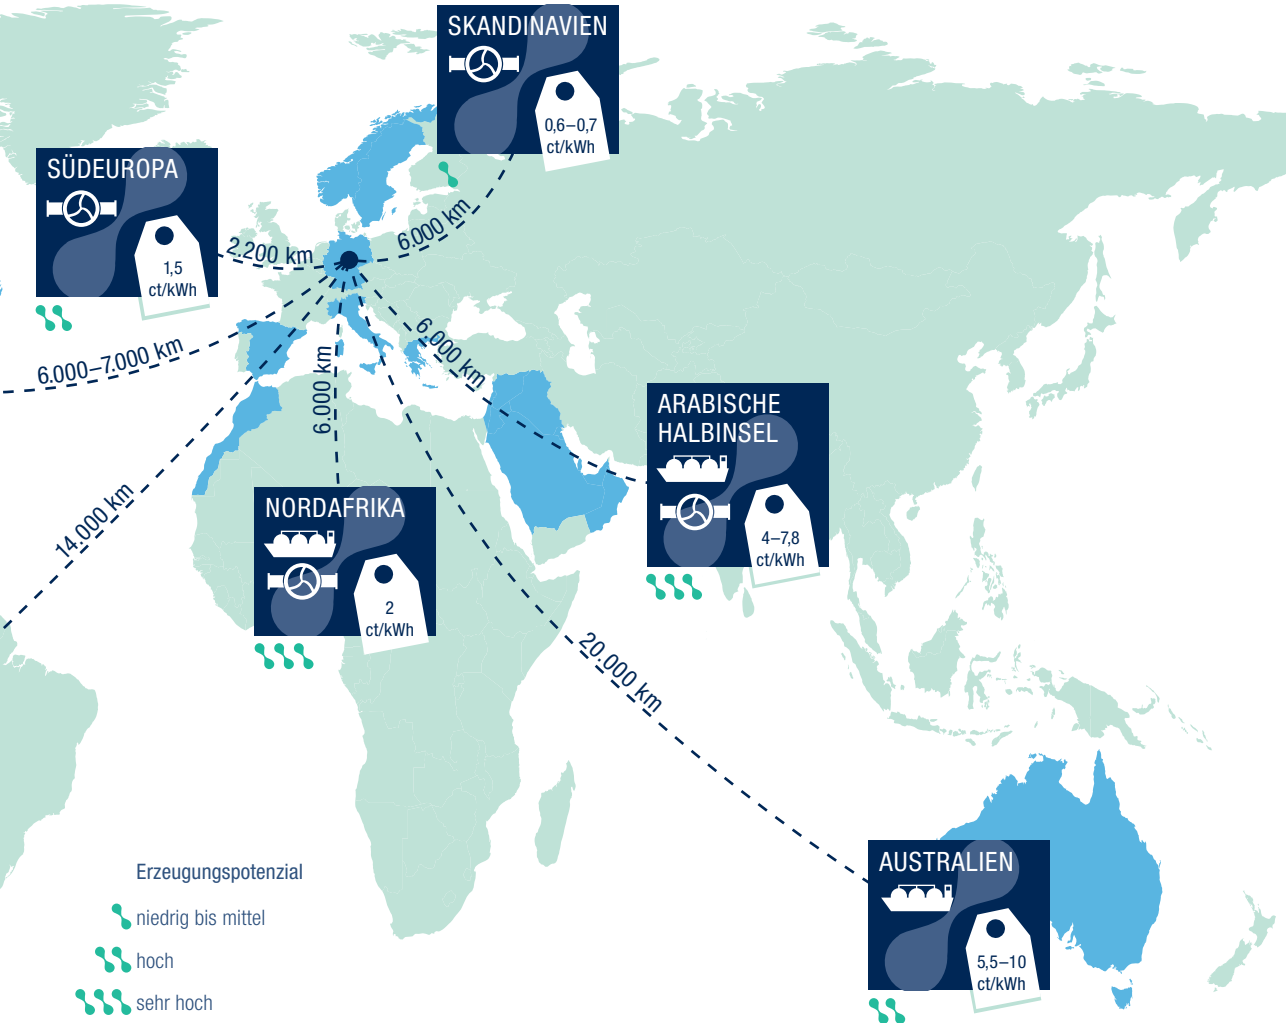 SKANDINAVIEN
0,6–0,7
ct/kWh
SÜDEUROPA
1,5
ct/kWh
2.200 km
6.000 km
6.000–7.000 km
6.000 km
6.000 km
ARABISCHE
HALBINSEL
4–7,8
ct/kWh
14.000 km
NORDAFRIKA
2
ct/kWh
20.000 km
AUSTRALIEN
5,5–10
ct/kWh
Erzeugungspotenzial
niedrig bis mittel
hoch
sehr hoch